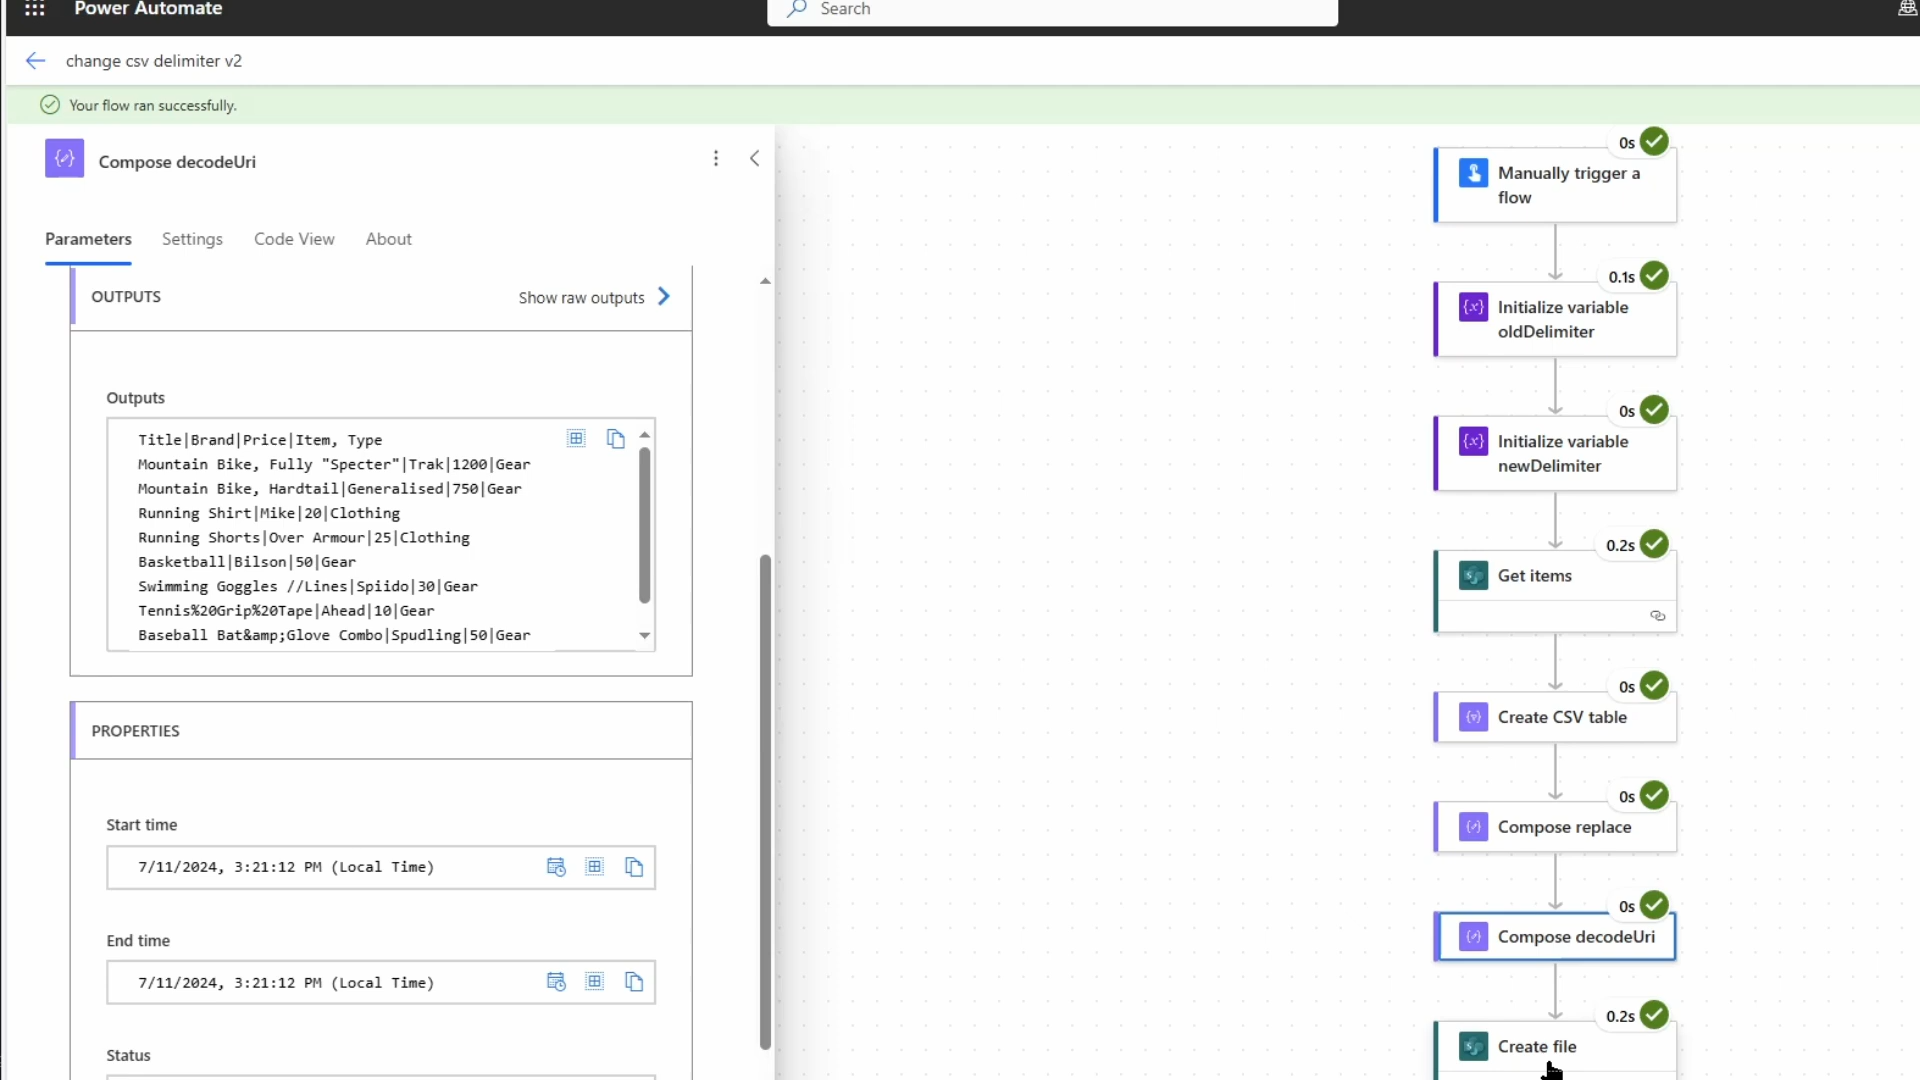 Power Automate
Search
change csv delimiter v2
Your flow ran successfully.
Compose decodeUri
Parameters
Settings
Code View
About
OUTPUTS
Show raw outputs
Outputs
Title|Brand|Price|Item, Type
Mountain Bike, Fully "Specter"|Trak|1200|Gear
Mountain Bike, Hardtail|Generalised|750|Gear
Running Shirt|Mike|20|Clothing
Running Shorts|Over Armour|25|Clothing
Basketball|Bilson|50|Gear
Swimming Goggles //Lines|Spiido|30|Gear
Tennis%20Grip%20Tape|Ahead|10|Gear
Baseball Bat&amp;Glove Combo|Spudling|50|Gear
PROPERTIES
Start time
7/11/2024, 3:21:12 PM (Local Time)
End time
7/11/2024, 3:21:12 PM (Local Time)
Status
0s
Manually trigger a
flow
0.1s
Initialize variable
oldDelimiter
0s
Initialize variable
newDelimiter
0.2s
Get items
0s
Create CSV table
0s
Compose replace
0s
Compose decodeUri
0.2s
Create file